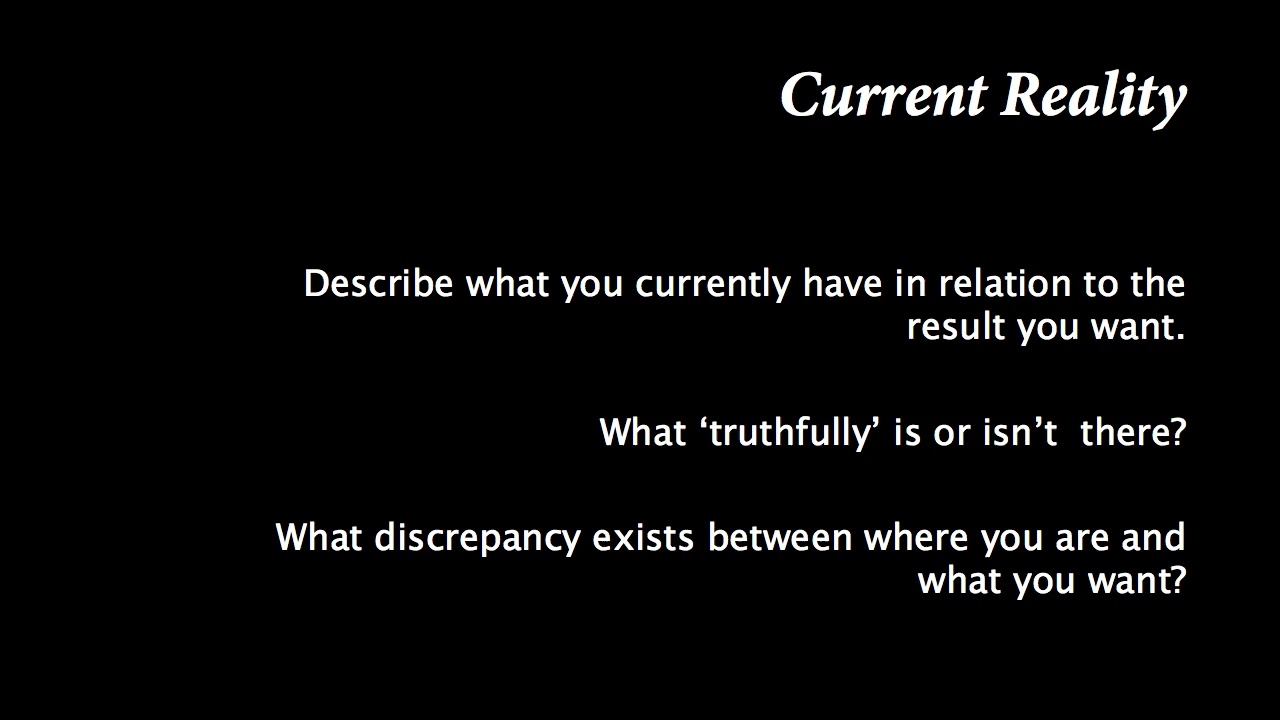 Current Reality
Describe what you currently have in relation to the
result you want.
What ‘truthfully’ is or isn’t  there?
What discrepancy exists between where you are and
what you want?